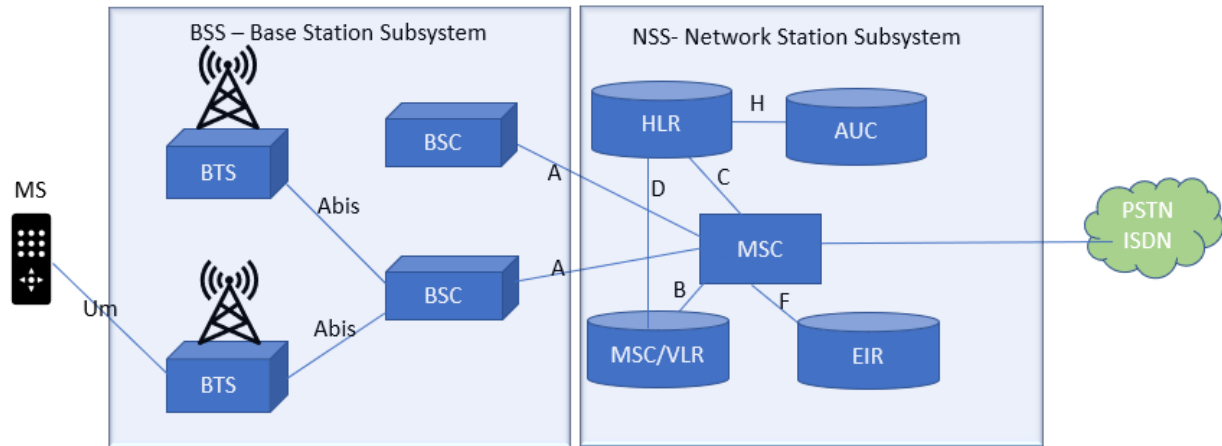 BSS – Base Station Subsystem
NSS- Network Station Subsystem
HLR
H
AUC
BSC
BTS
MS
A
D
C
Abis
PSTN
ISDN
MSC
BSC
A
Um
Abis
B
F
MSC/VLR
EIR
BTS